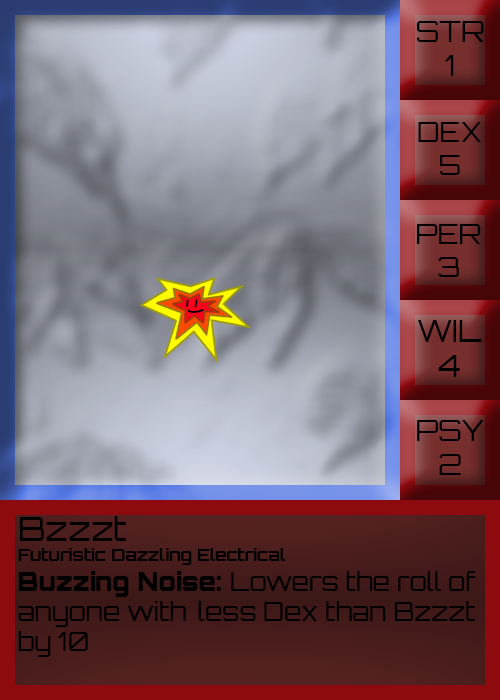 STR
1
DEX
5
PER
3
WIL
4
PSY
2
Bzzzt
Futuristic Dazzling Electrical
Buzzing Noise: Lowers the roll of
anyone with less Dex than Bzzzt
by 10